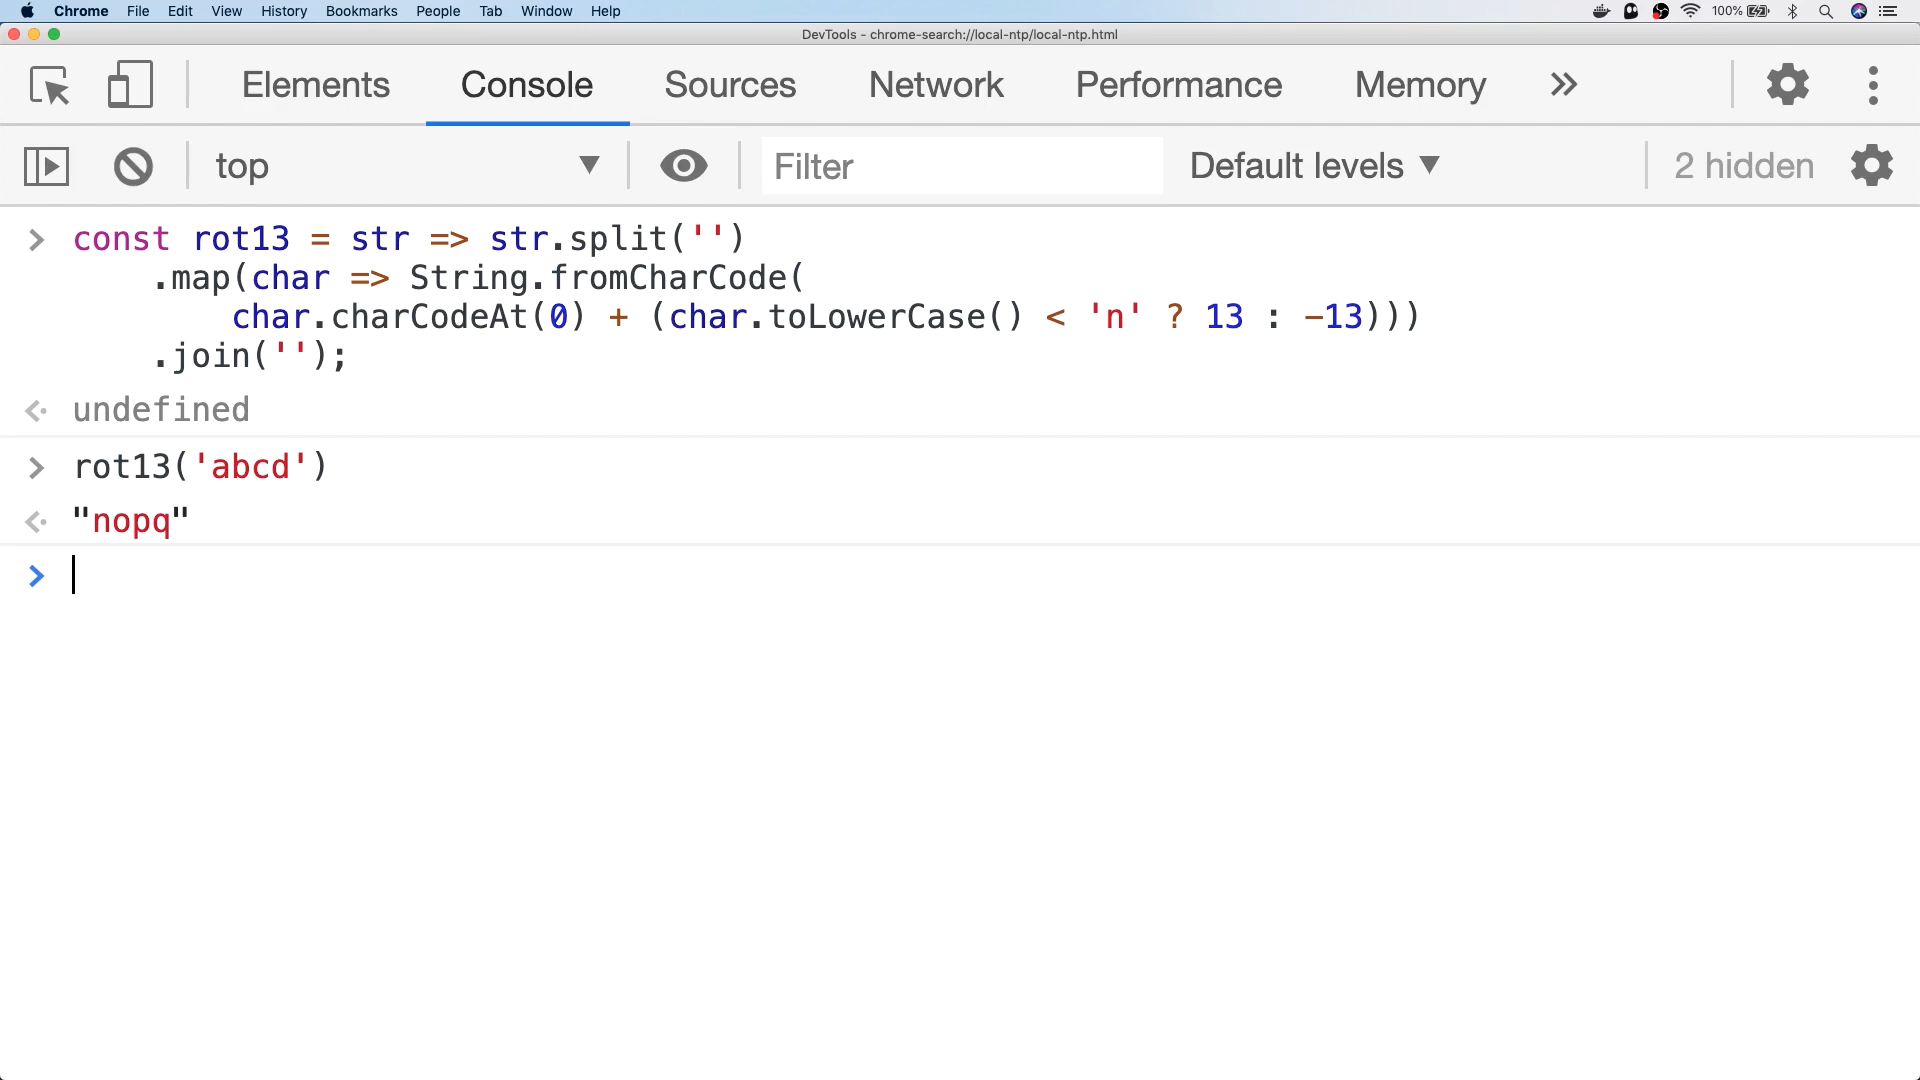 Chrome File Edit View History Bookmarks People Tab Window Help 100%
DevTools - chrome-search://local-ntp/local-ntp.html
Elements Console Sources Network Performance Memory »
top ▼ Filter Default levels ▼ 2 hidden
> const rot13 = str => str.split('')
.map(char => String.fromCharCode(
char.charCodeAt(0) + (char.toLowerCase() < 'n' ? 13 : -13)))
.join('');
undefined
> rot13('abcd')
"nopq"
>